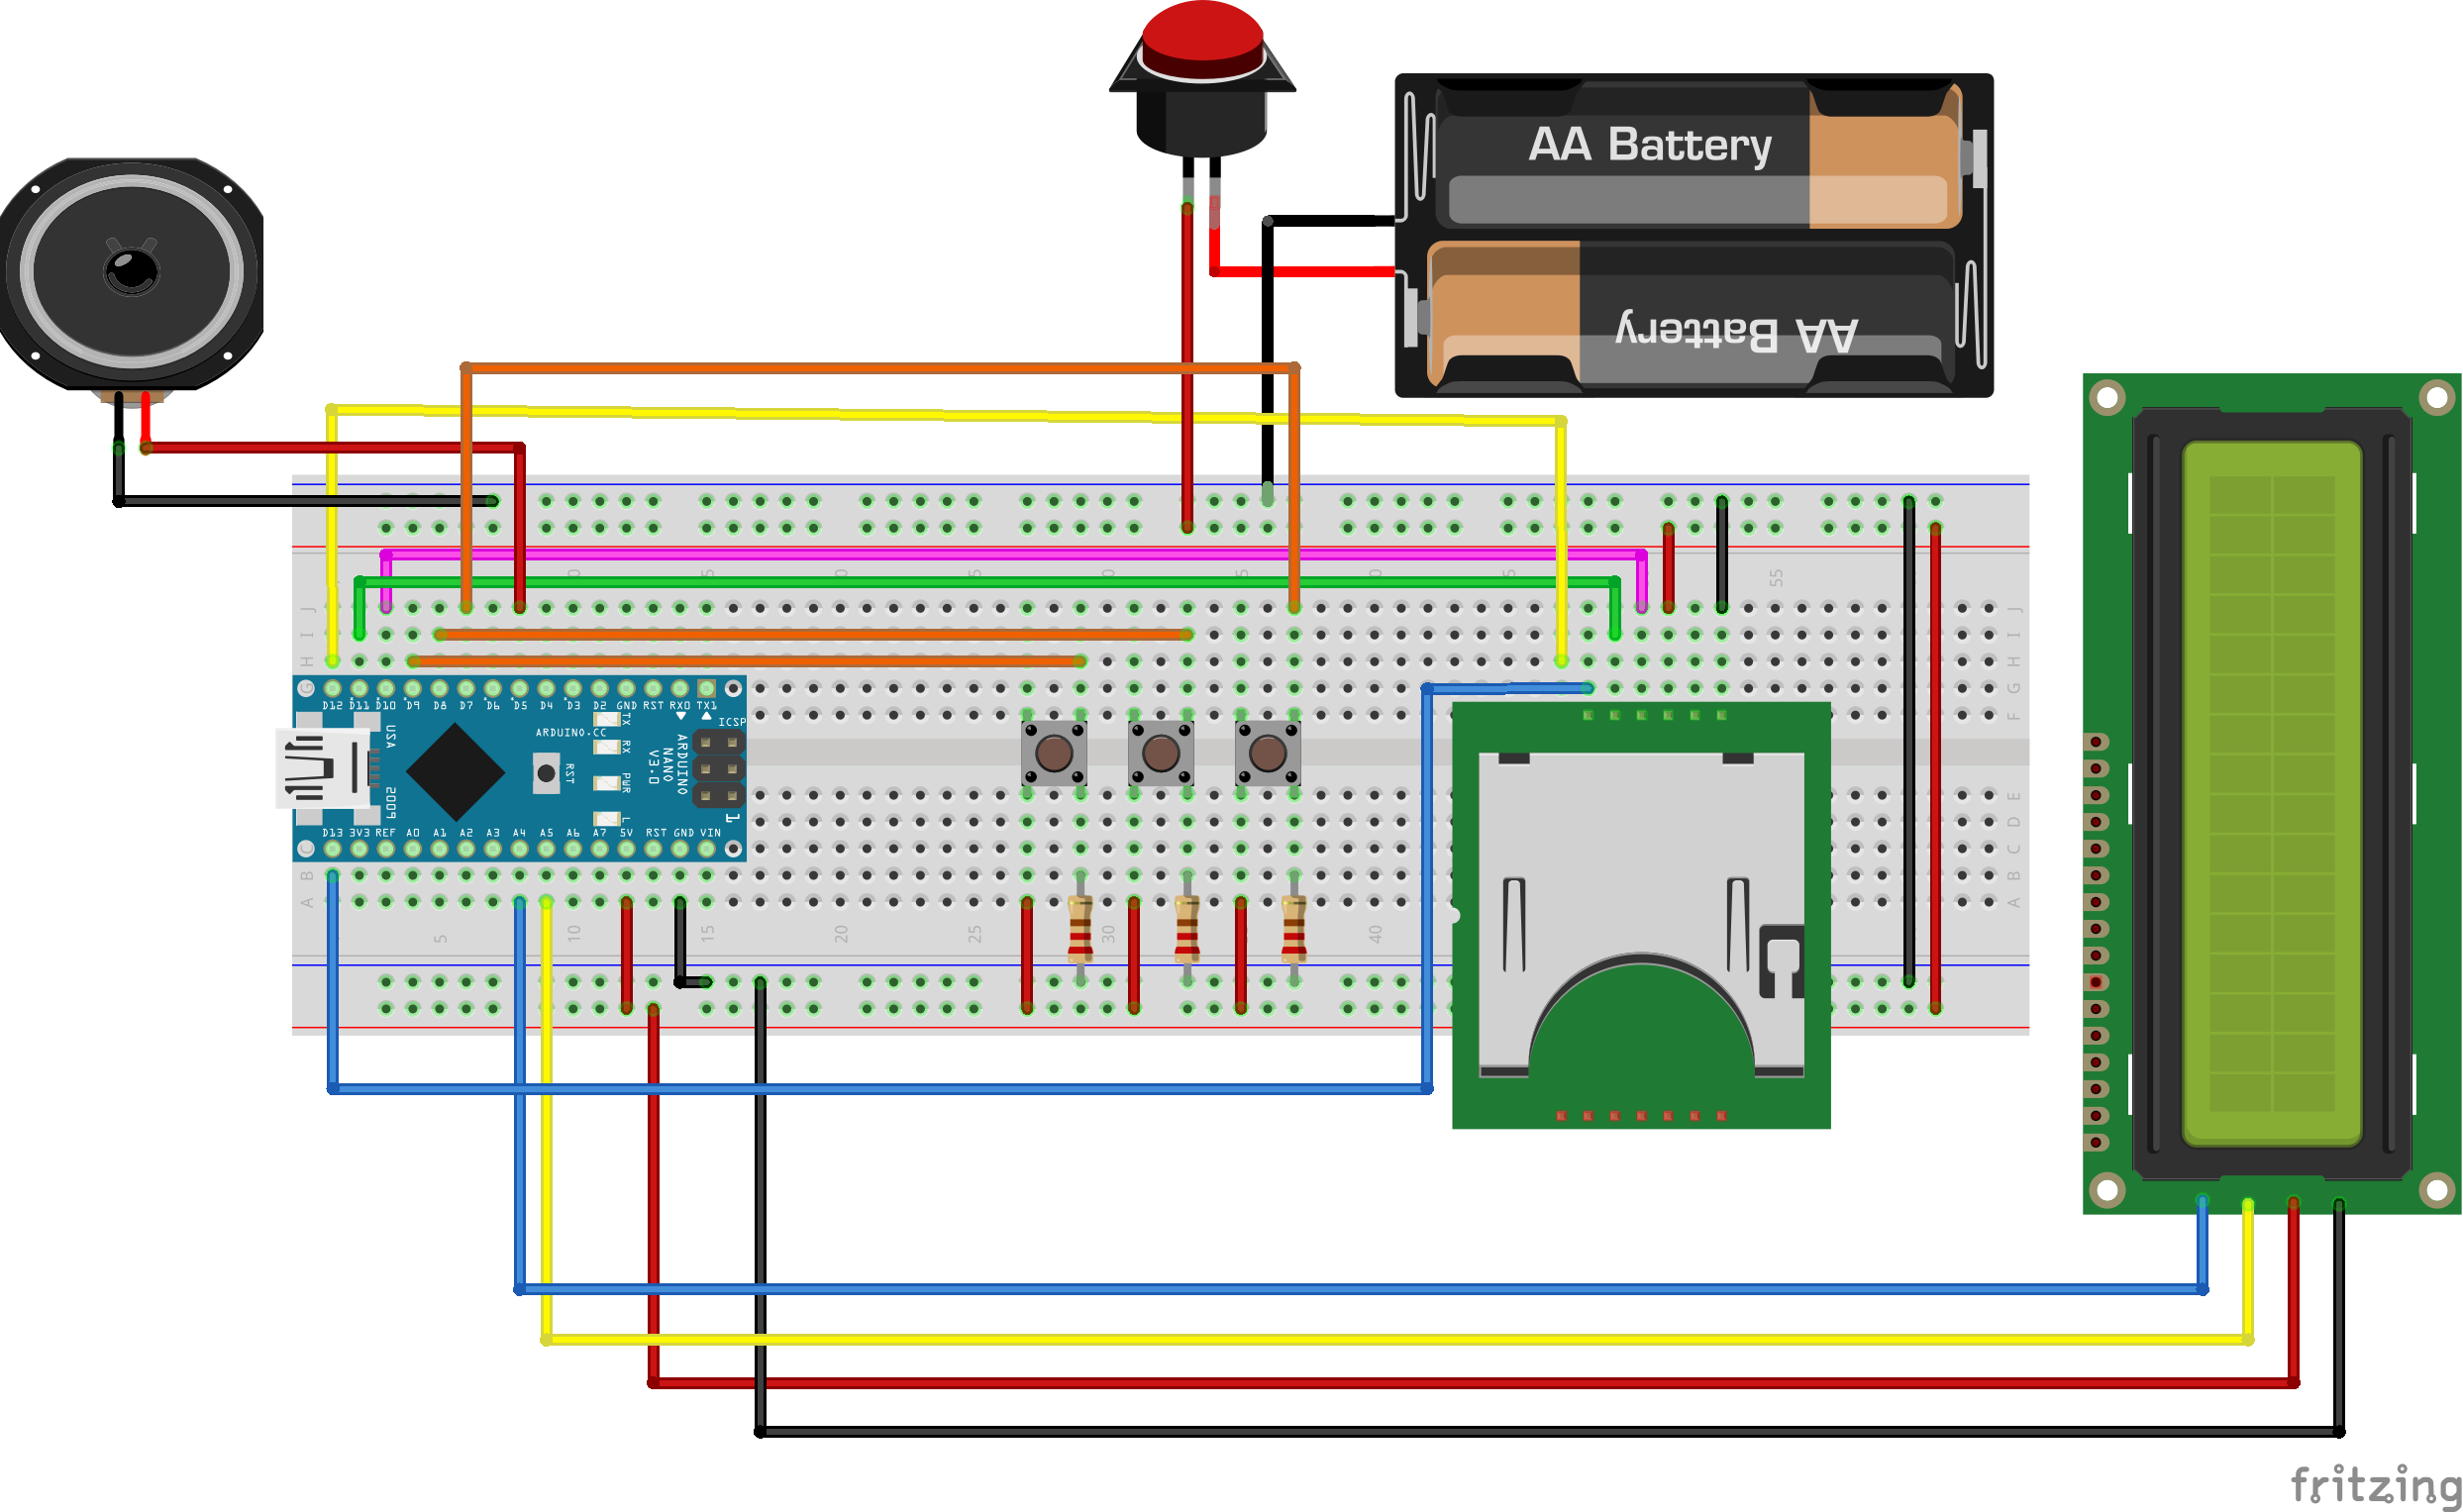 AA Battery
AA Battery
55
J
J
I
I
H
H
G
G
D12 D11 D10 D9 D8 D7 D6 D5 D4 D3 D2 GND RST RX0 TX1
F
ICSP
USA
ARDUINO.CC
TX
RX
RST
PWR
L
ARDUINO
NANO
V3.0
1
2009
E
D
D13 3V3 REF A0 A1 A2 A3 A4 A5 A6 A7 5V RST GND VIN
C
C
B
B
A
A
5
10
15
20
25
30
40
fritzing